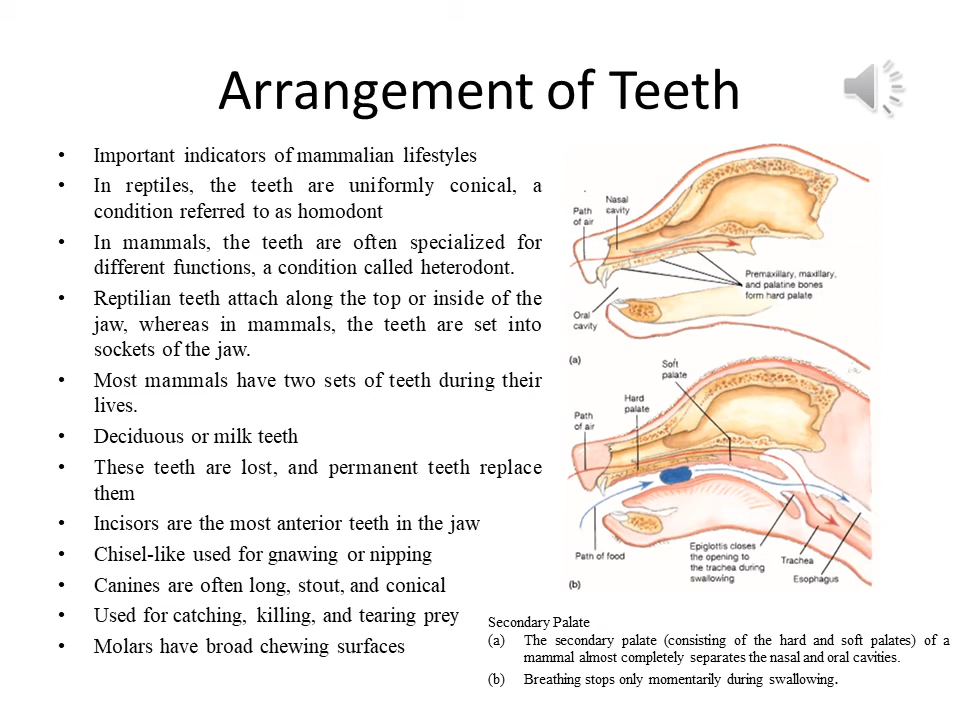 Arrangement of Teeth
• Important indicators of mammalian lifestyles
• In reptiles, the teeth are uniformly conical, a
condition referred to as homodont
• In mammals, the teeth are often specialized for
different functions, a condition called heterodont.
• Reptilian teeth attach along the top or inside of the
jaw, whereas in mammals, the teeth are set into
sockets of the jaw.
• Most mammals have two sets of teeth during their
lives.
• Deciduous or milk teeth
• These teeth are lost, and permanent teeth replace
them
• Incisors are the most anterior teeth in the jaw
• Chisel-like used for gnawing or nipping
• Canines are often long, stout, and conical
• Used for catching, killing, and tearing prey
• Molars have broad chewing surfaces
Path
of air
Nasal
cavity
Premaxillary, maxillary,
and palatine bones
form hard palate
Oral
cavity
(a)
Soft
palate
Hard
palate
Path
of air
Path of food
Epiglottis closes
the opening to
the trachea during
swallowing
Trachea
Esophagus
(b)
Secondary Palate
(a) The secondary palate (consisting of the hard and soft palates) of a
mammal almost completely separates the nasal and oral cavities.
(b) Breathing stops only momentarily during swallowing.